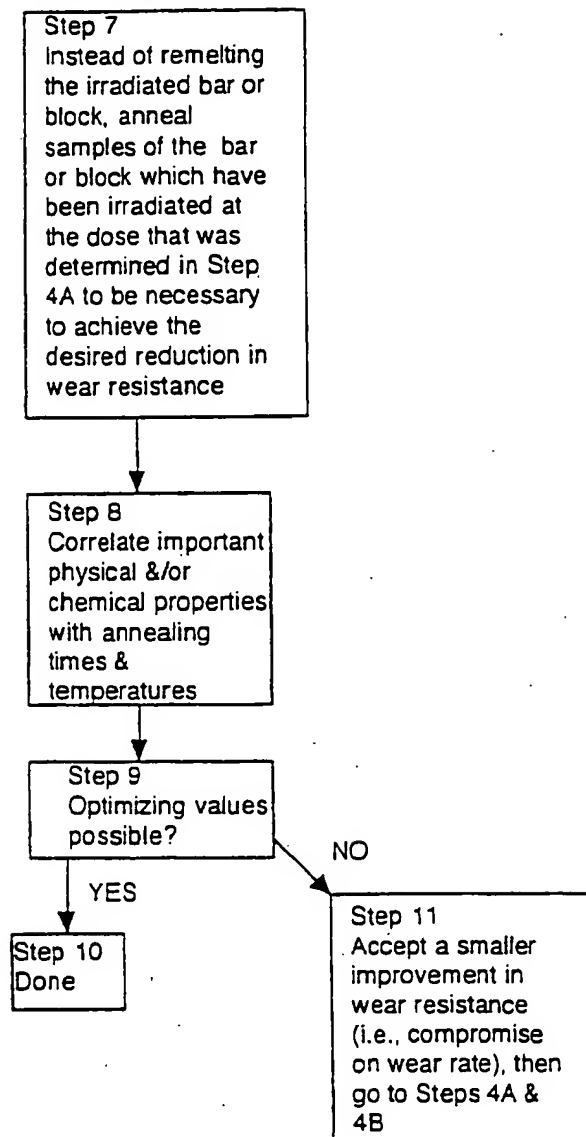 Step 7
Instead of remelting
the irradiated bar or
block, anneal
samples of the bar
or block which have
been irradiated at
the dose that was
determined in Step
4A to be necessary
to achieve the
desired reduction in
wear resistance
Step 8
Correlate important
physical &/or
chemical properties
with annealing
times &
temperatures
Step 9
Optimizing values
possible?
NO
YES
Step 10
Done
Step 11
Accept a smaller
improvement in
wear resistance
(i.e., compromise
on wear rate), then
go to Steps 4A &
4B